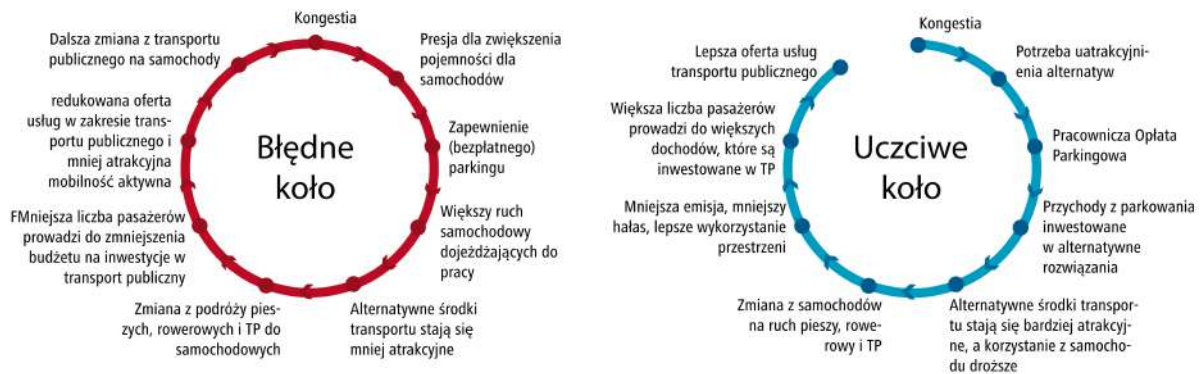 Kongestia
Presja dla zwiększenia
pojemności dla
samochodów
Zapewnienie
(bezpłatnego)
parkingu
Większy ruch
samochodowy
dojeżdżających do
pracy
Alternatywne środki
transportu stają się
mniej atrakcyjne
Zmiana z podróży pies-
zych, rowerowych i TP do
samochodowych
FMniejsza liczba pasażerów
prowadzi do zmniejszenia
budżetu na inwestycje w
transport publiczny
redukowana oferta
usług w zakresie trans-
portu publicznego i
mniej atrakcyjna
mobilność aktywna
Dalsza zmiana z transportu
publicznego na samochody
Błędne
koło
Kongestia
Potrzeba uatrakcyjni-
enia alternatyw
Pracownicza Opłata
Parkingowa
Przychody z parkowania
inwestowane
w alternatywne
rozwiązania
Alternatywne środki transpor-
tu stają się bardziej atrakcyj-
ne, a korzystanie z samocho-
du droższe
Zmiana z samochodów
na ruch pieszy, rowe-
rowy i TP
Mniejsza emisja, mniejszy
hałas, lepsze wykorzystanie
przestrzeni
Większa liczba pasażerów
prowadzi do większych
dochodów, które są
inwestowane w TP
Lepsza oferta usług
transportu publicznego
Uczciwe
koło